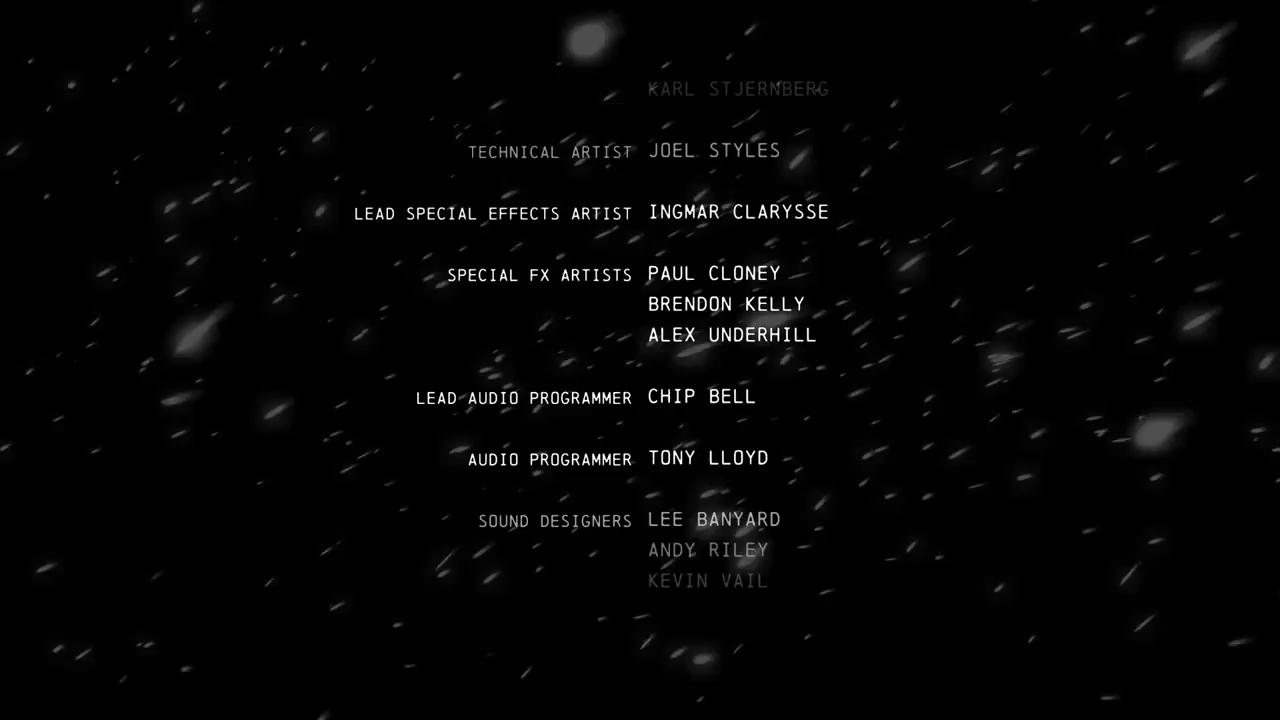 KARL STJERNBERG
TECHNICAL ARTIST JOEL STYLES
LEAD SPECIAL EFFECTS ARTIST INGMAR CLARYSSE
SPECIAL FX ARTISTS PAUL CLONEY
BRENDON KELLY
ALEX UNDERHILL
LEAD AUDIO PROGRAMMER CHIP BELL
AUDIO PROGRAMMER TONY LLOYD
SOUND DESIGNERS LEE BANYARD
ANDY RILEY
KEVIN VAIL